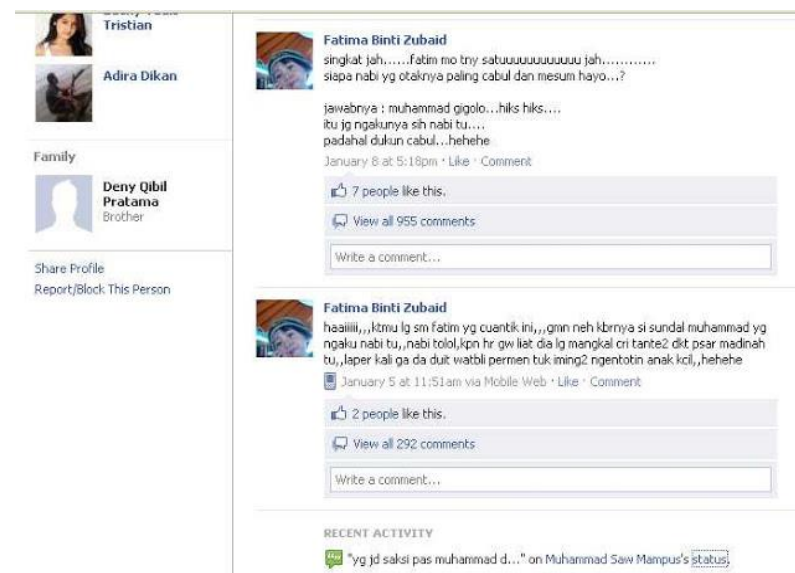 Tristian
Adira Dikan
Family
Deny Qibil
Pratama
Brother
Share Profile
Report/Block This Person
Fatima Binti Zubaid
singkat jah......fatim mo tny satuuuuuuuuuuu jah............
siapa nabi yg otaknya paling cabul dan mesum hayo...?
jawabnya : muhammad gigolo...hiks hiks....
itu jg ngakunya sih nabi tu....
padahal dukun cabul...hehehe
January 8 at 5:18pm · Like · Comment
7 people like this.
View all 955 comments
Write a comment...
Fatima Binti Zubaid
haaiiiii,,,ktmu lg sm fatim yg cuantik ini,,,gmn neh kbrnya si sundal muhammad yg
ngaku nabi tu,,nabi tolol,kpn hr gw liat dia lg mangkal cri tante2 dkt psar madinah
tu,,laper kali ga da duit watbli permen tuk iming2 ngentotin anak kcil,,hehehe
January 5 at 11:51am via Mobile Web · Like · Comment
2 people like this.
View all 292 comments
Write a comment...
RECENT ACTIVITY
"yg jd saksi pas muhammad d..." on Muhammad Saw Mampus's status.